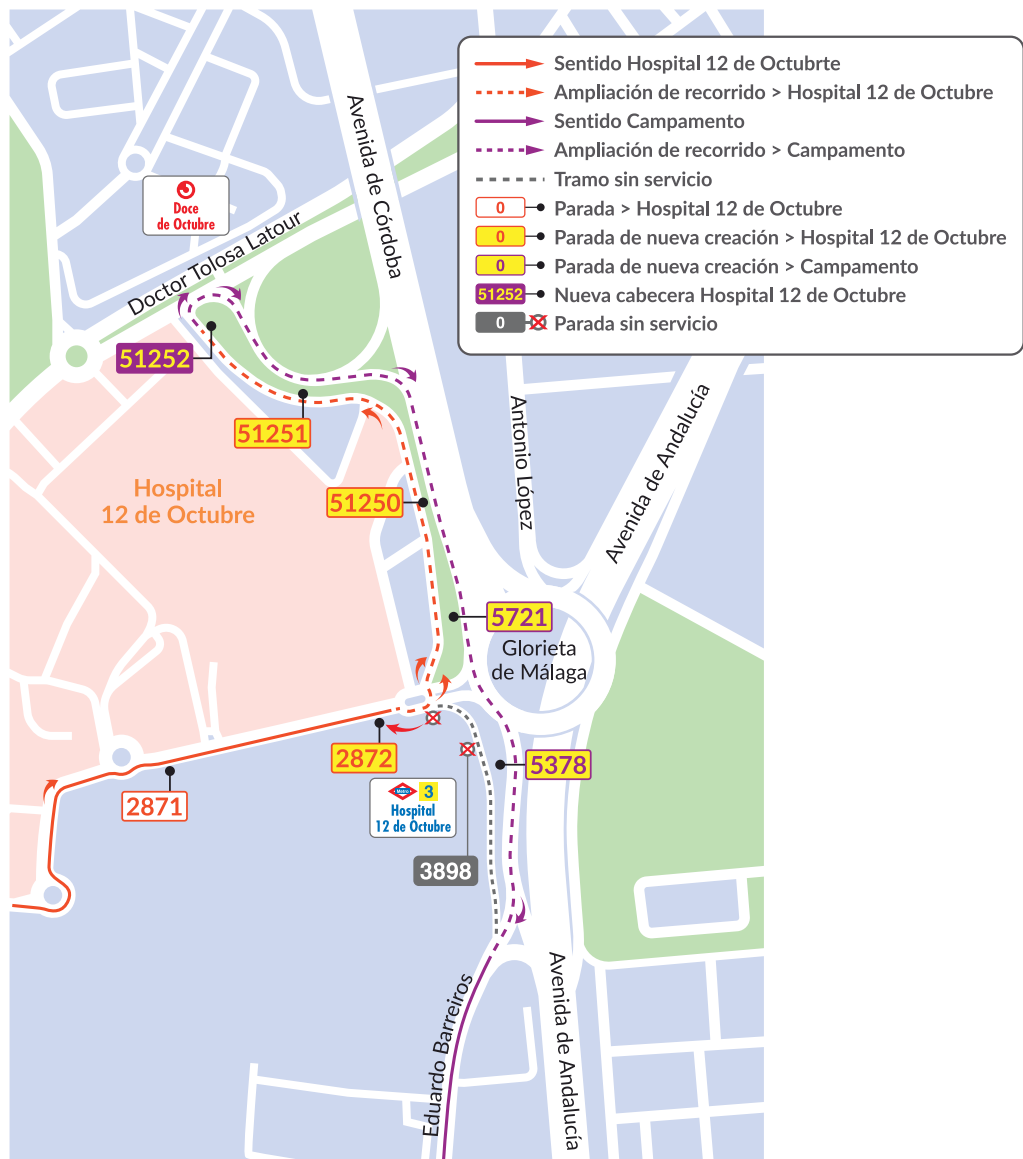 Sentido Hospital 12 de Octubrte
Ampliación de recorrido > Hospital 12 de Octubre
Sentido Campamento
Ampliación de recorrido > Campamento
Tramo sin servicio
0 Parada > Hospital 12 de Octubre
0 Parada de nueva creación > Hospital 12 de Octubre
0 Parada de nueva creación > Campamento
51252 Nueva cabecera Hospital 12 de Octubre
0 Parada sin servicio
Avenida de Córdoba
Doce
de Octubre
Doctor Tolosa Latour
51252
51251
Antonio López
Avenida de Andalucía
Hospital
12 de Octubre
51250
5721
Glorieta
de Málaga
2872
5378
2871
Metro 3
Hospital
12 de Octubre
3898
Eduardo Barreiros
Avenida de Andalucía